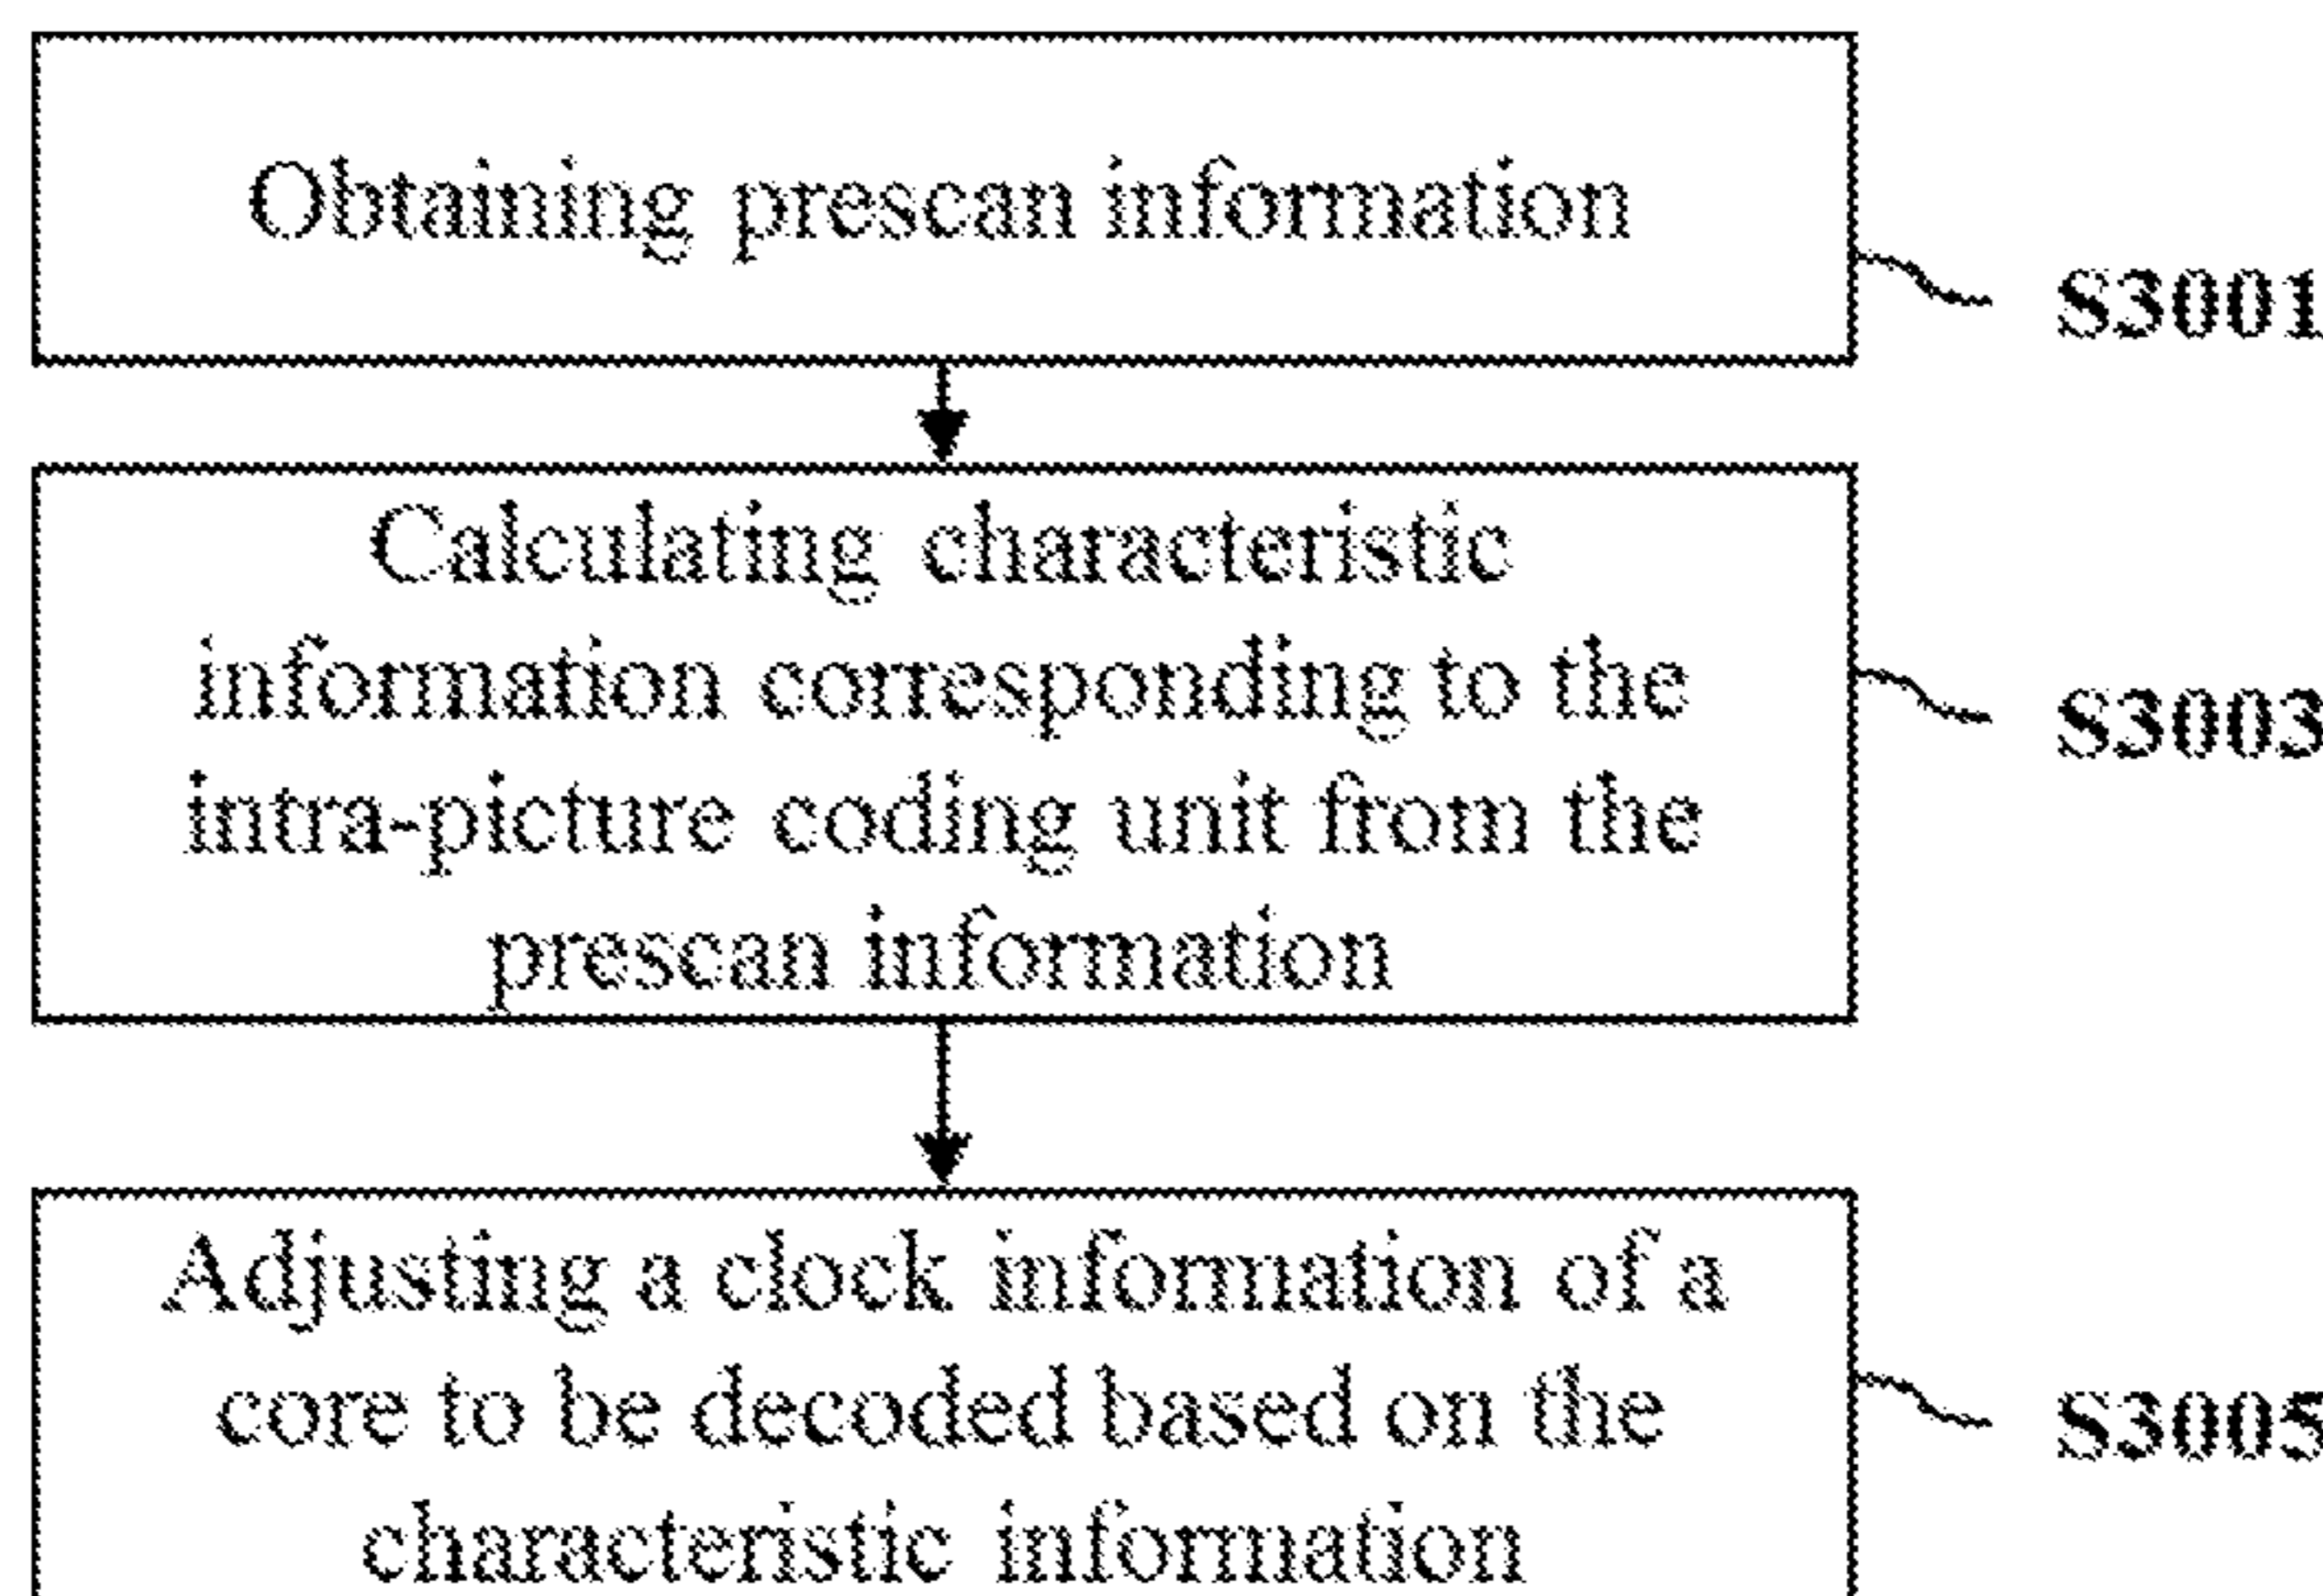 Obtaining prescan information
S3001
Calculating characteristic
information corresponding to the
intra-picture coding unit from the
prescan information
S3003
Adjusting a clock information of a
core to be decoded based on the
characteristic information
S3005